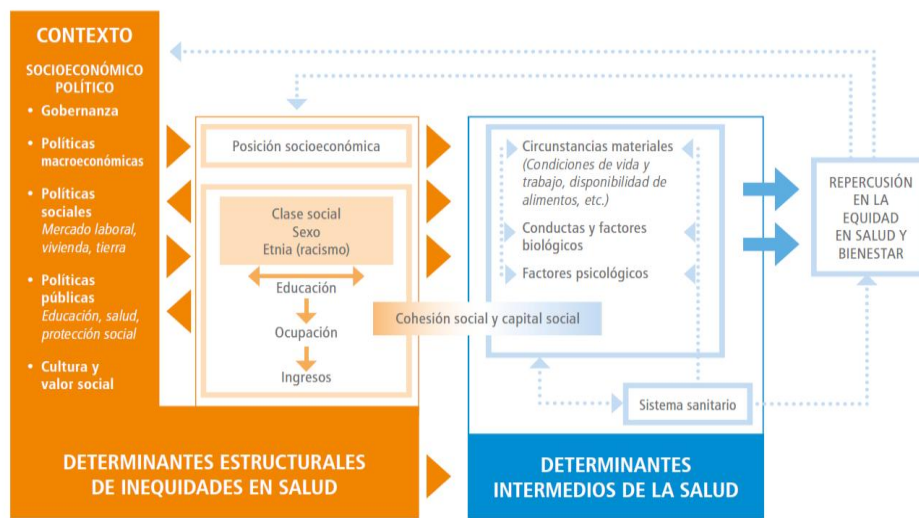 CONTEXTO
SOCIOECONÓMICO
POLÍTICO
• Gobernanza
• Políticas
macroeconómicas
• Políticas
sociales
Mercado laboral,
vivienda, tierra
• Políticas
públicas
Educación, salud,
protección social
• Cultura y
valor social
Posición socioeconómica
Clase social
Sexo
Etnia (racismo)
Educación
Ocupación
Ingresos
Cohesión social y capital social
Circunstancias materiales
(Condiciones de vida y
trabajo, disponibilidad de
alimentos, etc.)
Conductas y factores
biológicos
Factores psicológicos
Sistema sanitario
REPERCUSIÓN
EN LA
EQUIDAD
EN SALUD Y
BIENESTAR
DETERMINANTES ESTRUCTURALES
DE INEQUIDADES EN SALUD
DETERMINANTES
INTERMEDIOS DE LA SALUD